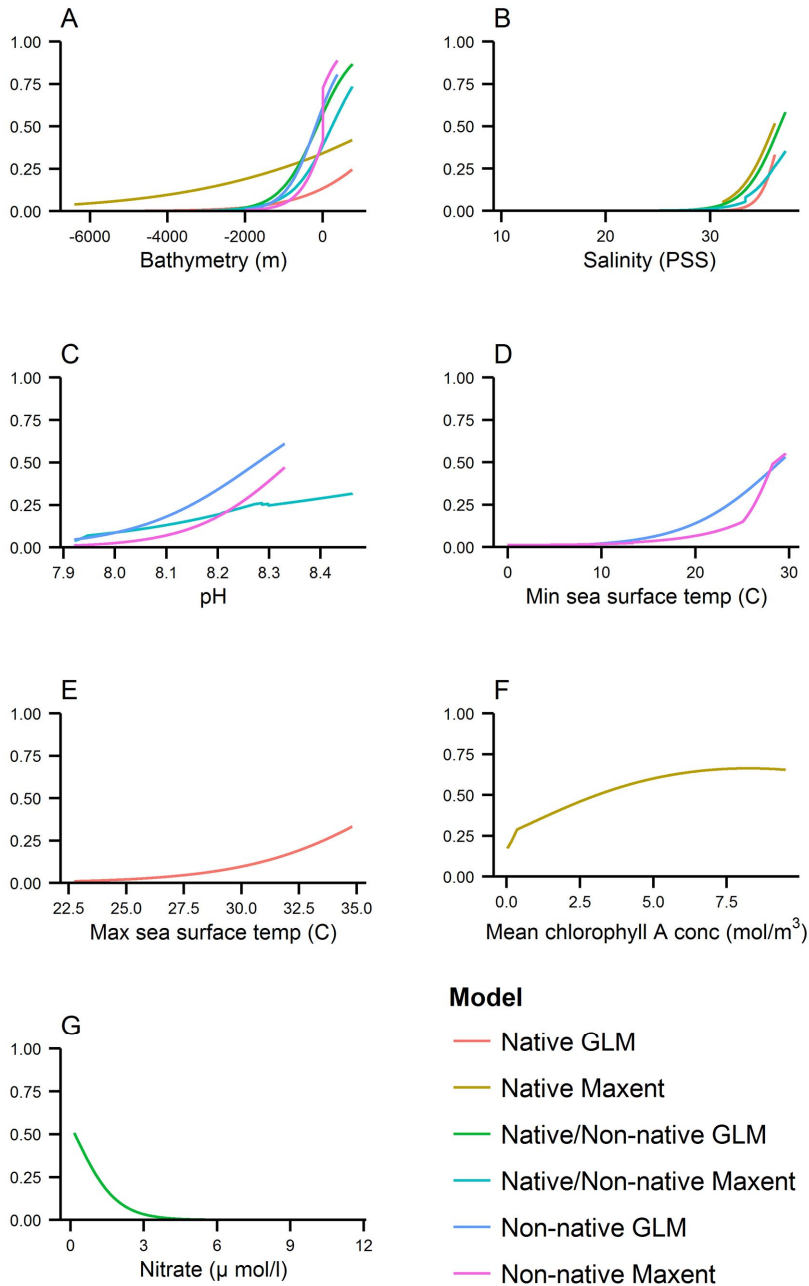 A
1.00
0.75
0.50
0.25
0.00
-6000 -4000 -2000 0
Bathymetry (m)
B
1.00
0.75
0.50
0.25
0.00
10 20 30
Salinity (PSS)
C
1.00
0.75
0.50
0.25
0.00
7.9 8.0 8.1 8.2 8.3 8.4
pH
D
1.00
0.75
0.50
0.25
0.00
0 10 20 30
Min sea surface temp (C)
E
1.00
0.75
0.50
0.25
0.00
22.5 25.0 27.5 30.0 32.5 35.0
Max sea surface temp (C)
F
1.00
0.75
0.50
0.25
0.00
0.0 2.5 5.0 7.5
Mean chlorophyll A conc (mol/m³)
G
1.00
0.75
0.50
0.25
0.00
0 3 6 9 12
Nitrate (µ mol/l)
Model
Native GLM
Native Maxent
Native/Non-native GLM
Native/Non-native Maxent
Non-native GLM
Non-native Maxent